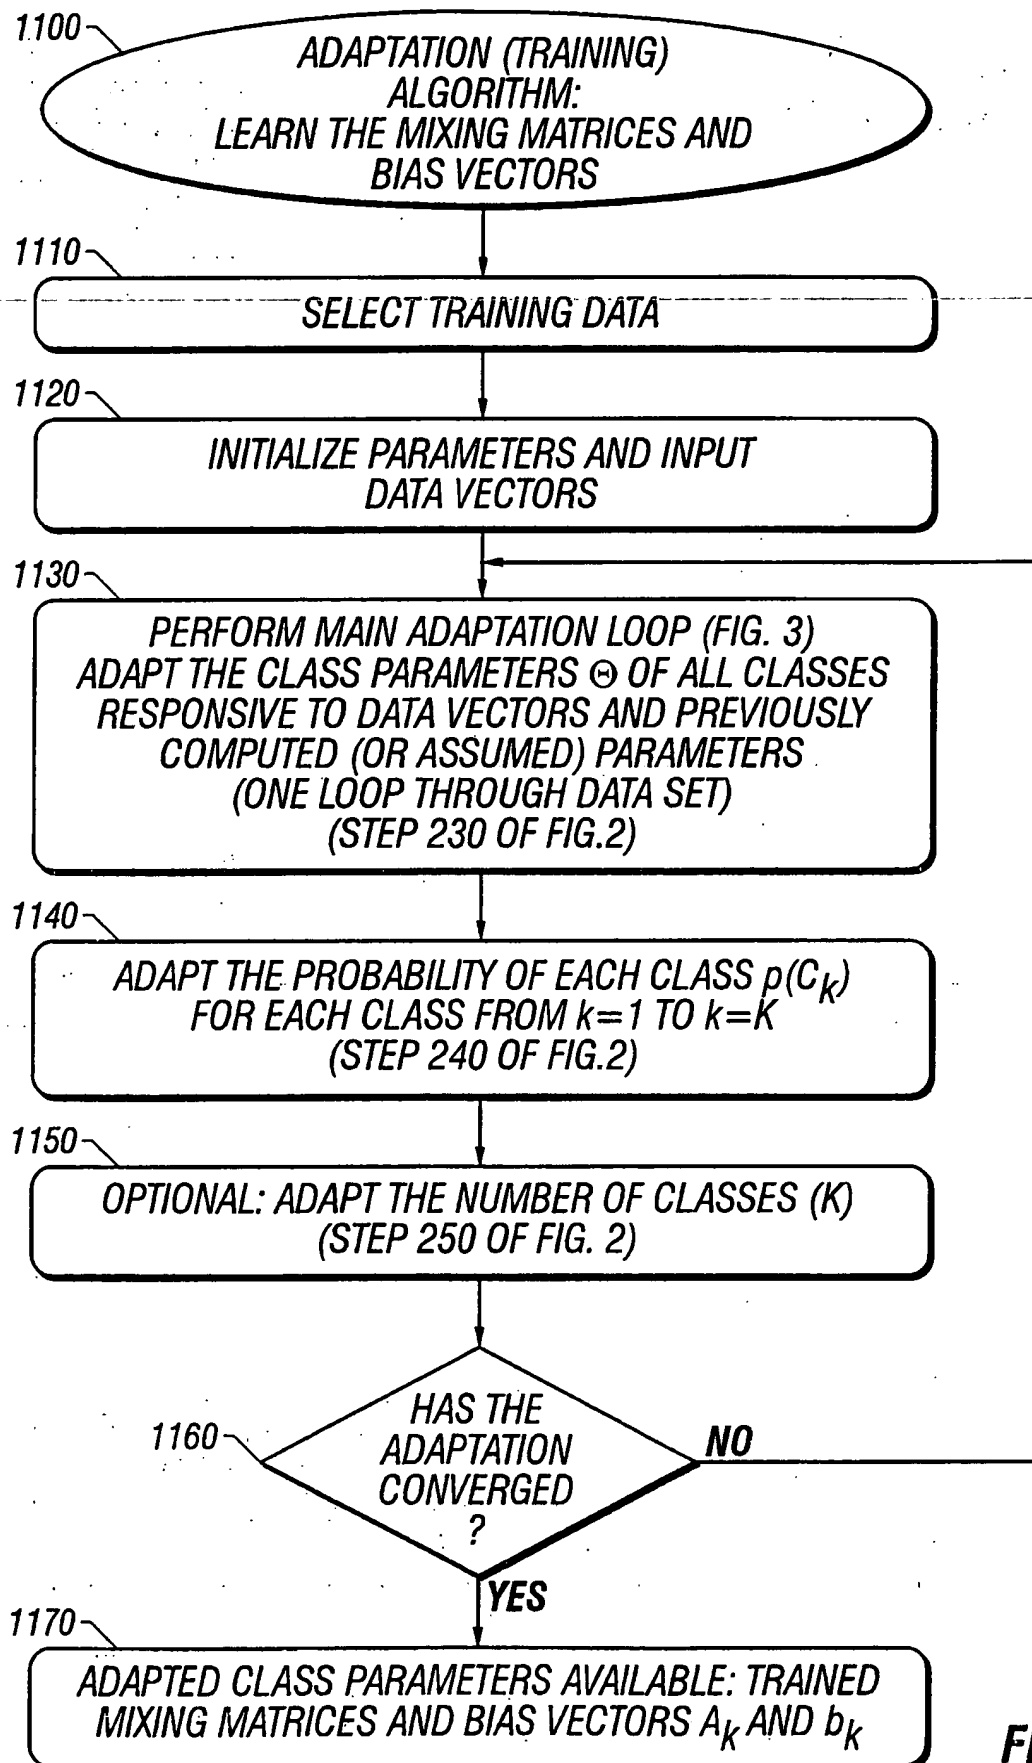 1100
ADAPTATION (TRAINING)
ALGORITHM:
LEARN THE MIXING MATRICES AND
BIAS VECTORS
1110
SELECT TRAINING DATA
1120
INITIALIZE PARAMETERS AND INPUT
DATA VECTORS
1130
PERFORM MAIN ADAPTATION LOOP (FIG. 3)
ADAPT THE CLASS PARAMETERS Θ OF ALL CLASSES
RESPONSIVE TO DATA VECTORS AND PREVIOUSLY
COMPUTED (OR ASSUMED) PARAMETERS
(ONE LOOP THROUGH DATA SET)
(STEP 230 OF FIG.2)
1140
ADAPT THE PROBABILITY OF EACH CLASS p(Ck)
FOR EACH CLASS FROM k=1 TO k=K
(STEP 240 OF FIG.2)
1150
OPTIONAL: ADAPT THE NUMBER OF CLASSES (K)
(STEP 250 OF FIG. 2)
1160
HAS THE
ADAPTATION
CONVERGED
?
NO
YES
1170
ADAPTED CLASS PARAMETERS AVAILABLE: TRAINED
MIXING MATRICES AND BIAS VECTORS Ak AND bk